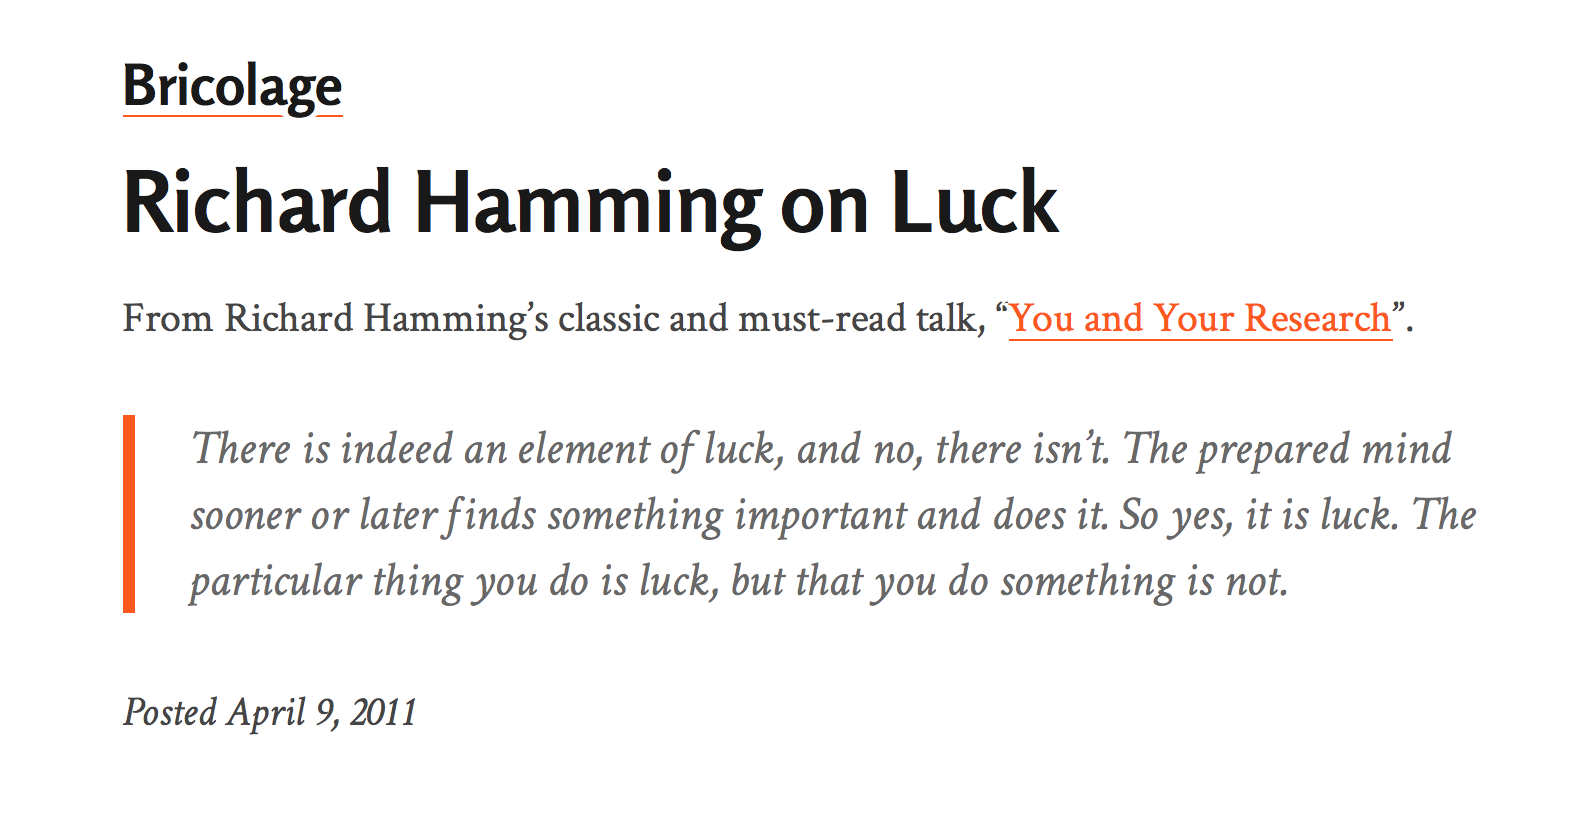 Bricolage
Richard Hamming on Luck
From Richard Hamming’s classic and must-read talk, “You and Your Research”.
There is indeed an element of luck, and no, there isn’t. The prepared mind
sooner or later finds something important and does it. So yes, it is luck. The
particular thing you do is luck, but that you do something is not.
Posted April 9, 2011